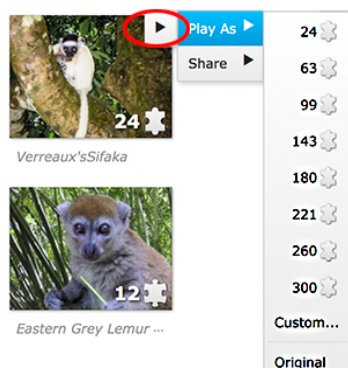 24
Verreaux'sSifaka
12
Eastern Grey Lemur ...
Play As
Share
24
63
99
143
180
221
260
300
Custom...
Original